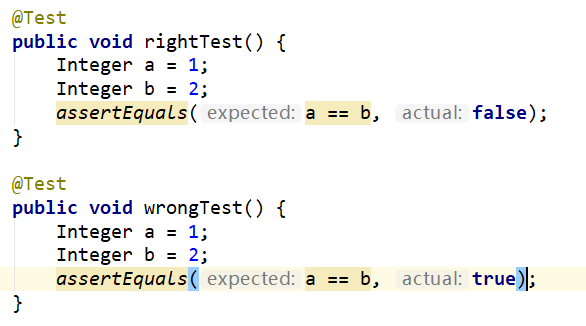 @Test
public void rightTest() {
Integer a = 1;
Integer b = 2;
assertEquals( expected: a == b, actual: false);
}
@Test
public void wrongTest() {
Integer a = 1;
Integer b = 2;
assertEquals( expected: a == b, actual: true);
}